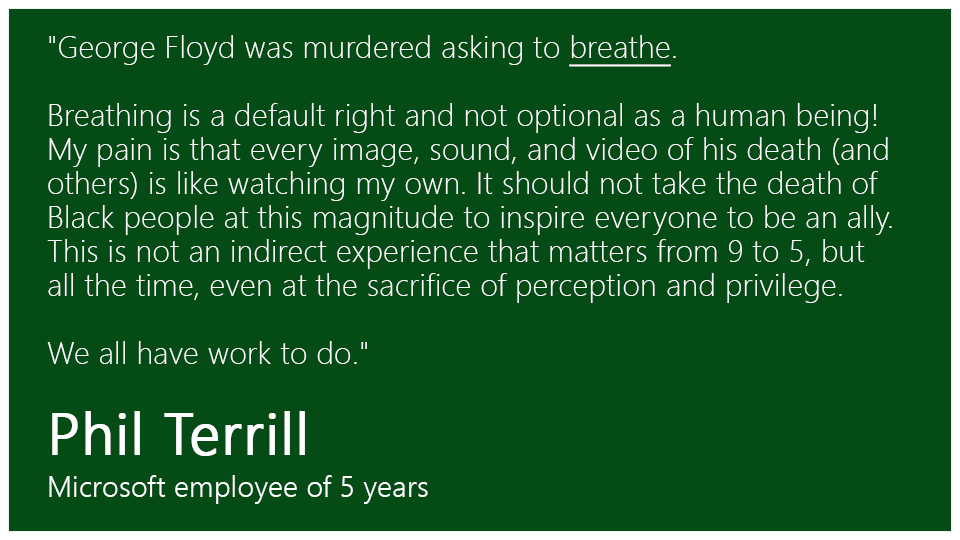 "George Floyd was murdered asking to breathe.
Breathing is a default right and not optional as a human being!
My pain is that every image, sound, and video of his death (and
others) is like watching my own. It should not take the death of
Black people at this magnitude to inspire everyone to be an ally.
This is not an indirect experience that matters from 9 to 5, but
all the time, even at the sacrifice of perception and privilege.
We all have work to do."
Phil Terrill
Microsoft employee of 5 years